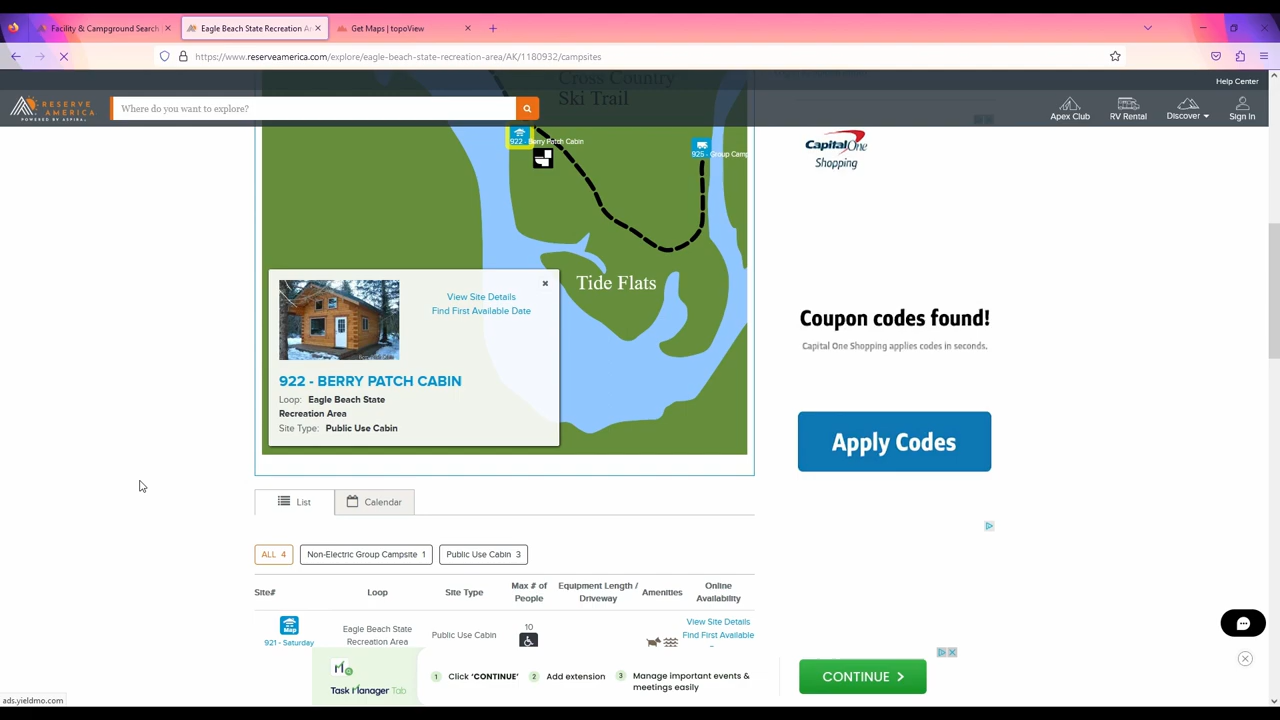 Facility & Campground Search
Eagle Beach State Recreation Ar
Get Maps | topoView
https://www.reserveamerica.com/explore/eagle-beach-state-recreation-area/AK/1180932/campsites
Help Center
RESERVE
AMERICA
POWERED BY ASPIRA
Where do you want to explore?
Apex Club
RV Rental
Discover
Sign In
Cross Country
Ski Trail
922 - Berry Patch Cabin
925 - Group Camp
Tide Flats
View Site Details
Find First Available Date
922 - BERRY PATCH CABIN
Loop: Eagle Beach State
Recreation Area
Site Type: Public Use Cabin
Capital One
Shopping
Coupon codes found!
Capital One Shopping applies codes in seconds.
Apply Codes
List
Calendar
ALL 4
Non-Electric Group Campsite 1
Public Use Cabin 3
Site#
Loop
Site Type
Max # of
People
Equipment Length /
Driveway
Amenities
Online
Availability
Map
921 - Saturday
Eagle Beach State
Recreation Area
Public Use Cabin
10
View Site Details
Find First Available
Task Manager Tab
1 Click ‘CONTINUE’
2 Add extension
3 Manage important events &
meetings easily
CONTINUE
ads.yieldmo.com